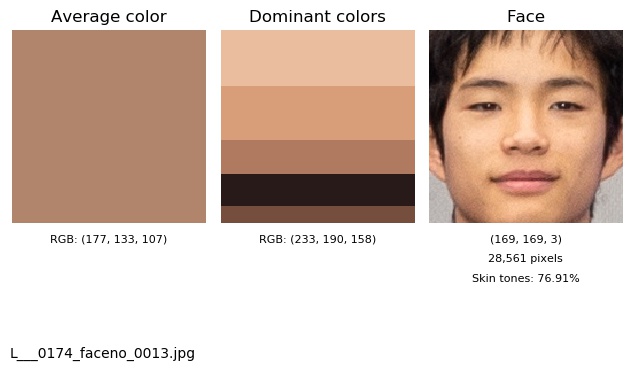 Average color
Dominant colors
Face
RGB: (177, 133, 107)
RGB: (233, 190, 158)
(169, 169, 3)
28,561 pixels
Skin tones: 76.91%
L___0174_faceno_0013.jpg